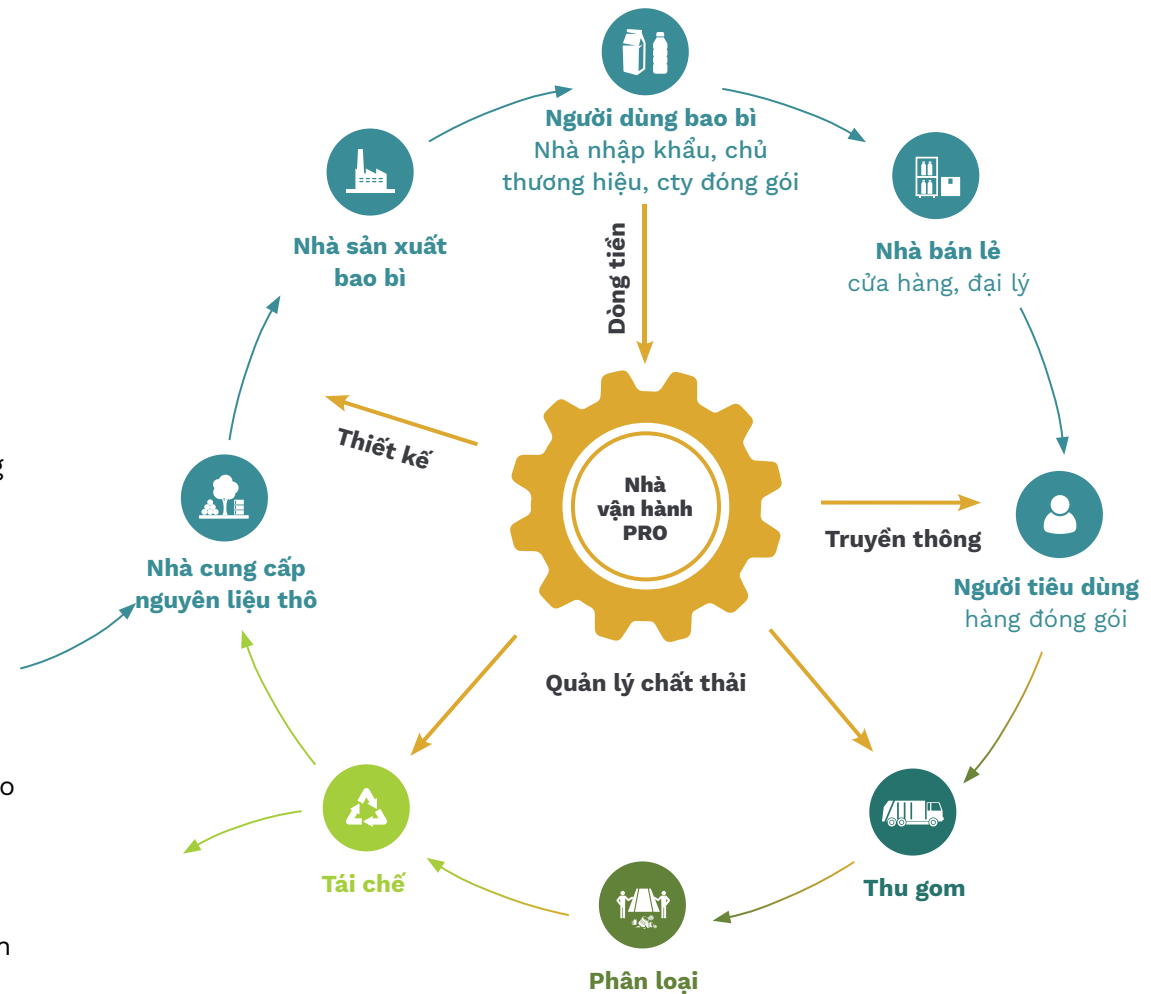 Người dùng bao bì
Nhà nhập khẩu, chủ
thương hiệu, cty đóng gói
Nhà sản xuất
bao bì
Nhà bán lẻ
cửa hàng, đại lý
Dòng tiền
Thiết kế
Nhà
vận hành
PRO
Truyền thông
Nhà cung cấp
nguyên liệu thô
Người tiêu dùng
hàng đóng gói
Quản lý chất thải
Tái chế
Thu gom
Phân loại